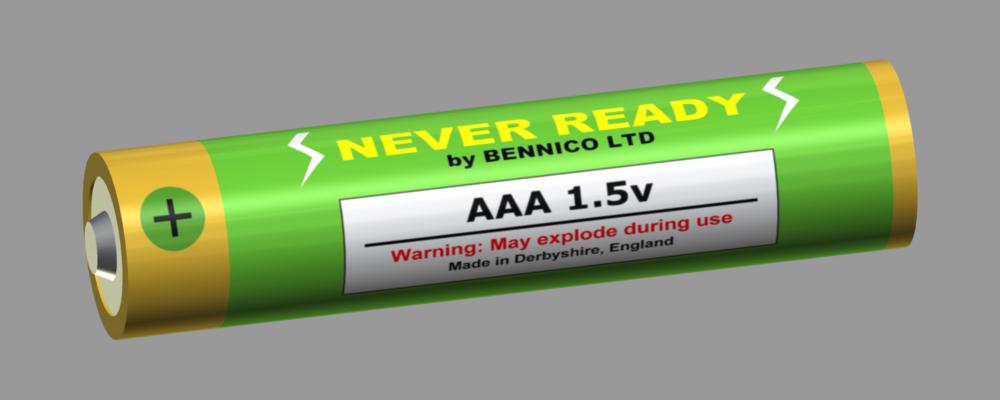 +
NEVER READY
by BENNICO LTD
AAA 1.5v
Warning: May explode during use
Made in Derbyshire, England